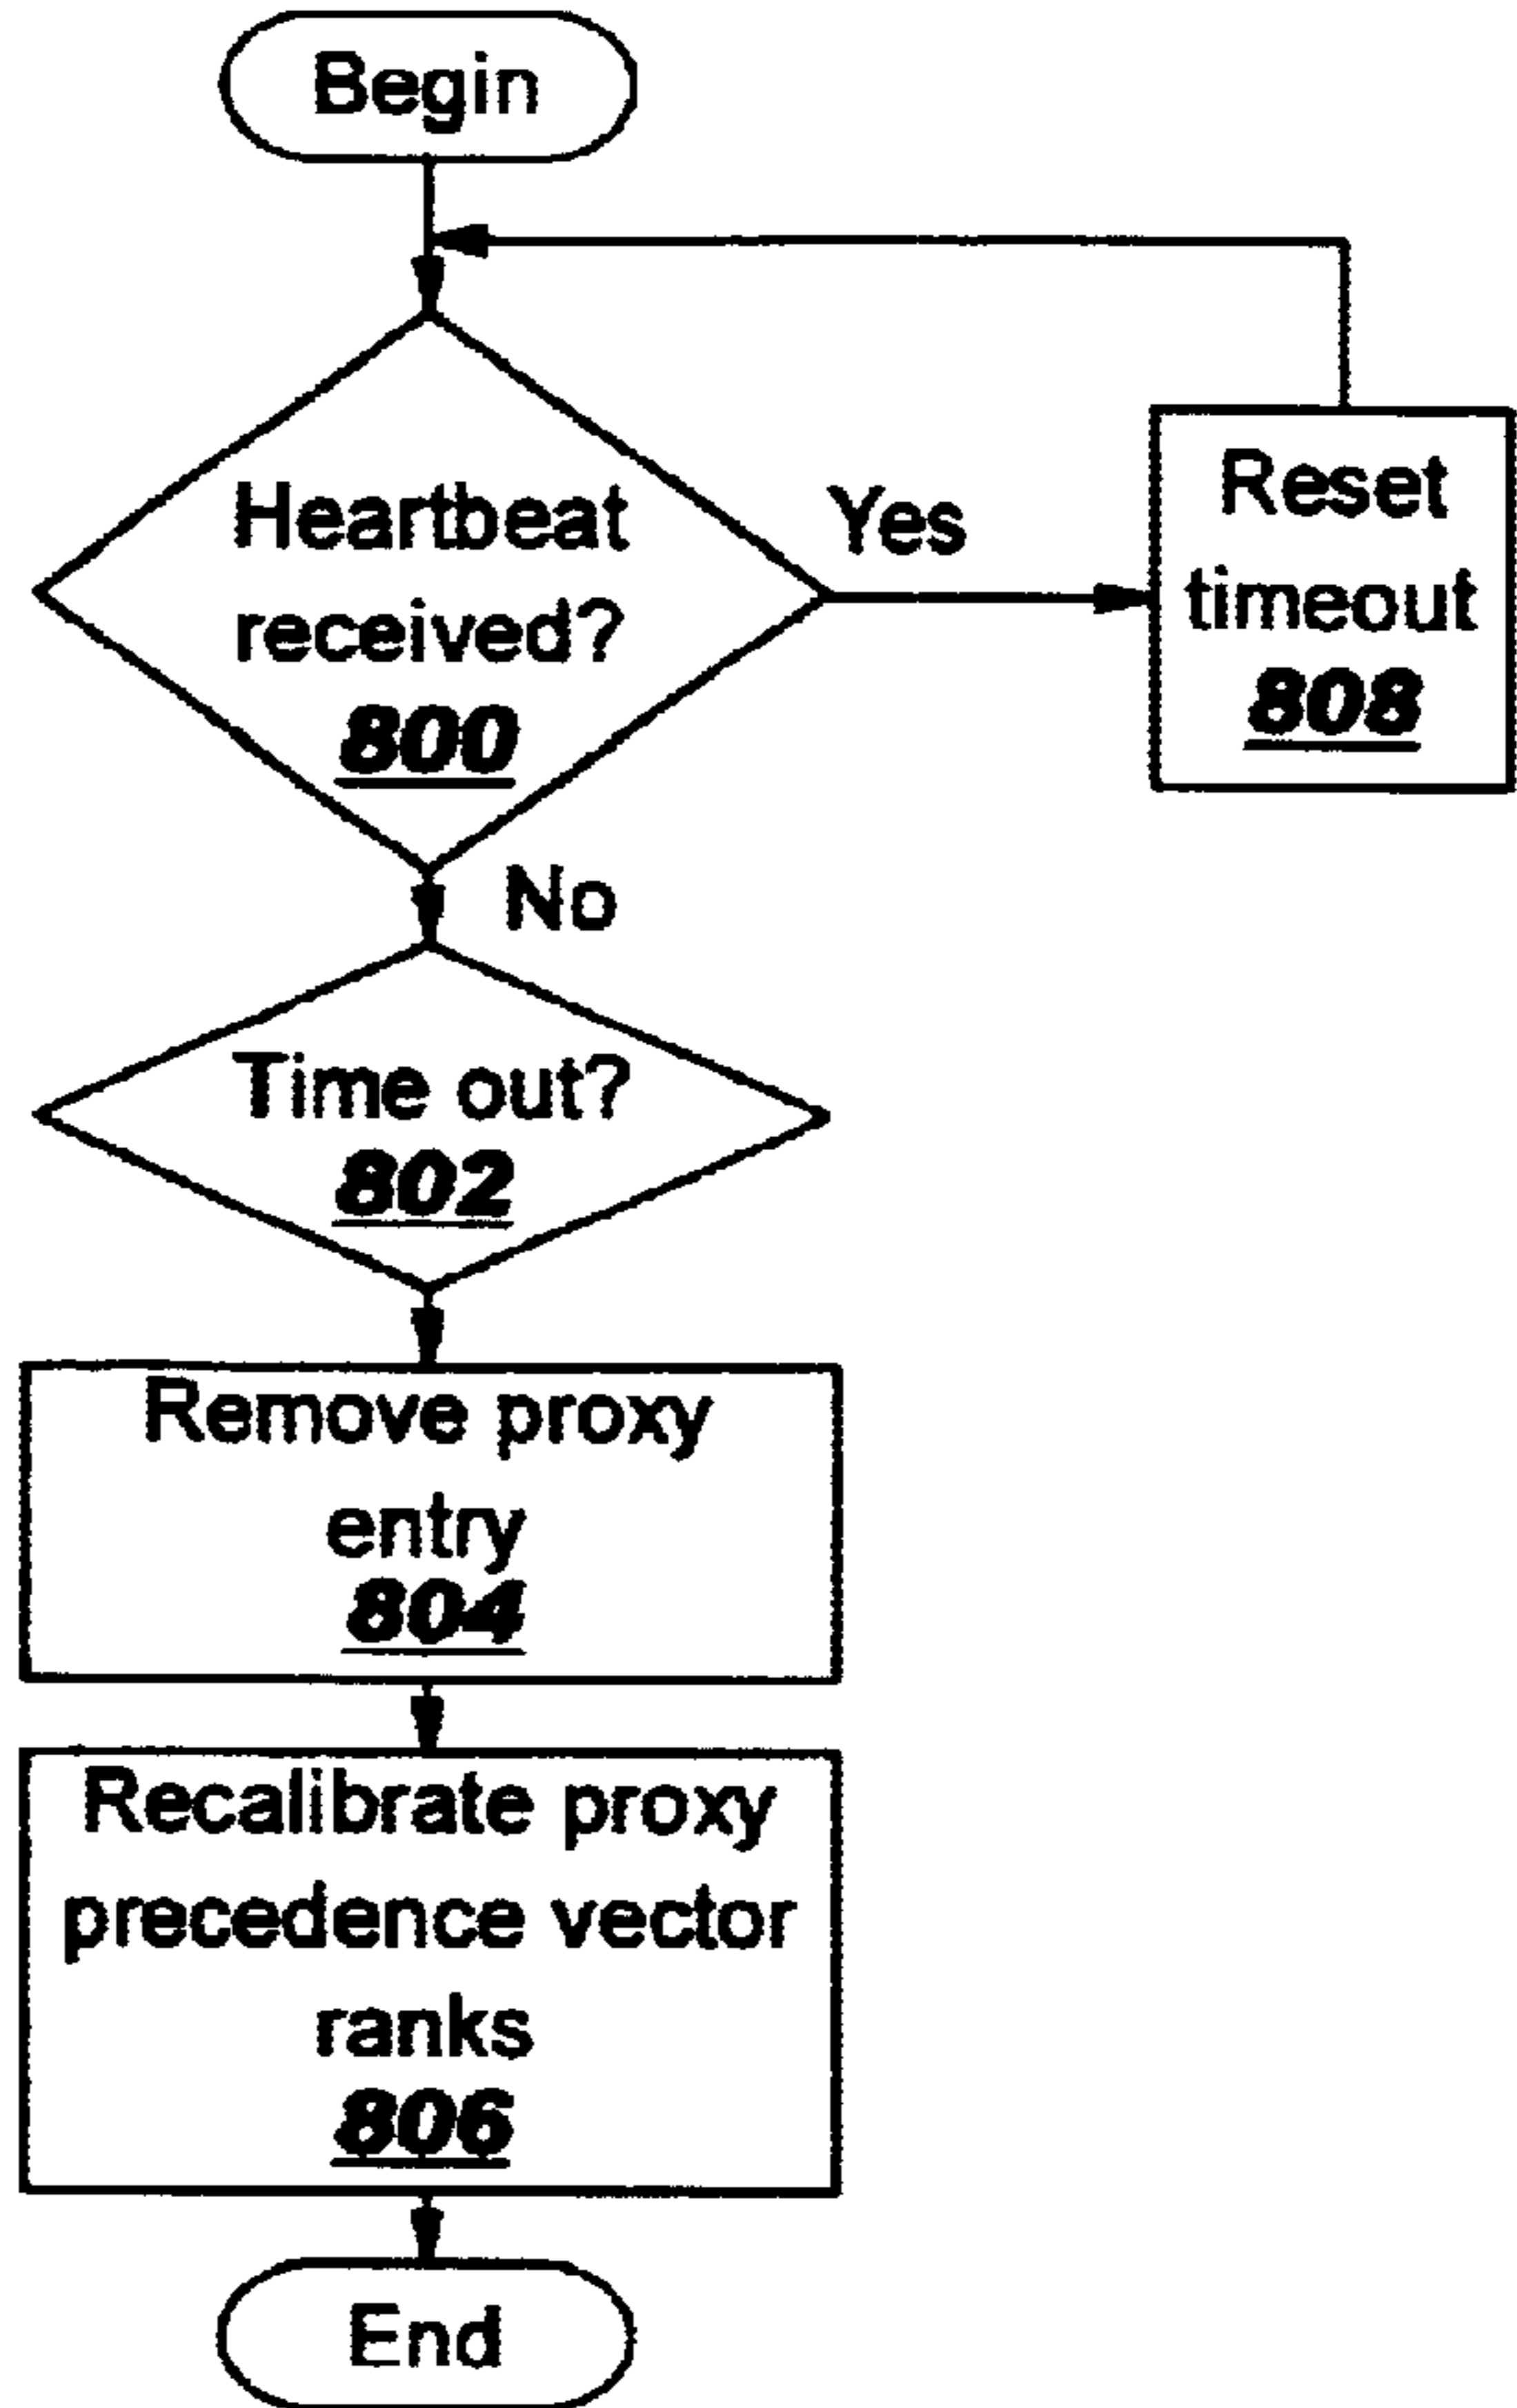 Begin
Heartbeat
received?
800
Yes
Reset
timeout
808
No
Time out?
802
Remove proxy
entry
804
Recalibrate proxy
precedence vector
ranks
806
End